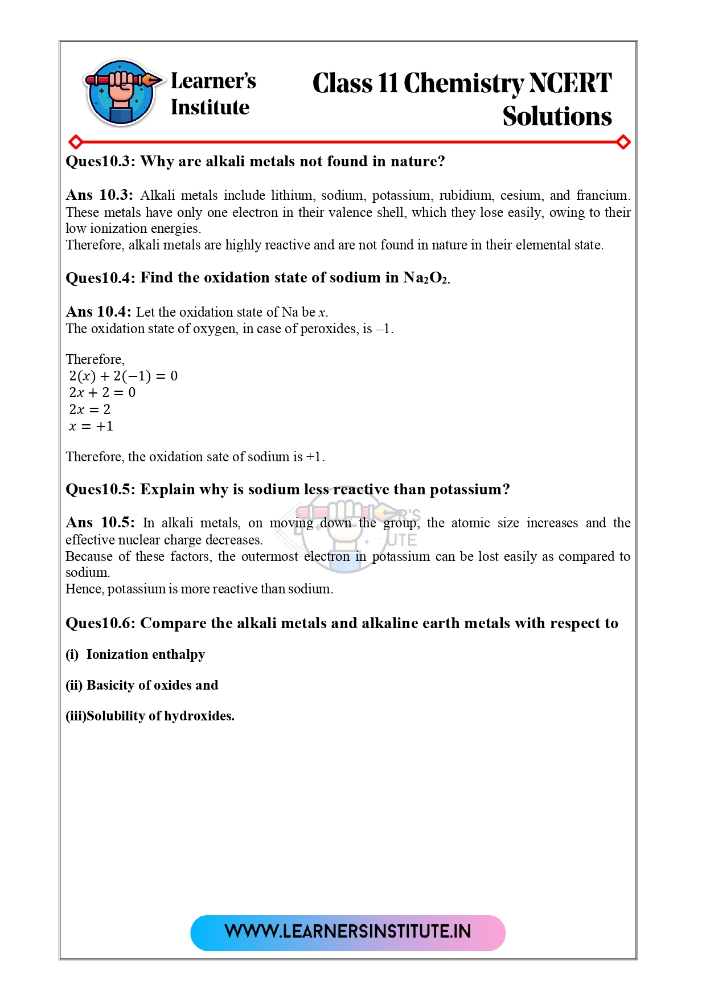 Learner's
Institute
Class 11 Chemistry NCERT
Solutions
Ques10.3: Why are alkali metals not found in nature?
Ans 10.3: Alkali metals include lithium, sodium, potassium, rubidium, cesium, and francium.
These metals have only one electron in their valence shell, which they lose easily, owing to their
low ionization energies.
Therefore, alkali metals are highly reactive and are not found in nature in their elemental state.
Ques10.4: Find the oxidation state of sodium in Na₂O₂.
Ans 10.4: Let the oxidation state of Na be x.
The oxidation state of oxygen, in case of peroxides, is –1.
Therefore,
2(x) + 2(−1) = 0
2x + 2 = 0
2x = 2
x = +1
Therefore, the oxidation sate of sodium is +1.
Ques10.5: Explain why is sodium less reactive than potassium?
Ans 10.5: In alkali metals, on moving down the group, the atomic size increases and the
effective nuclear charge decreases.
Because of these factors, the outermost electron in potassium can be lost easily as compared to
sodium.
Hence, potassium is more reactive than sodium.
Ques10.6: Compare the alkali metals and alkaline earth metals with respect to
(i) Ionization enthalpy
(ii) Basicity of oxides and
(iii)Solubility of hydroxides.
WWW.LEARNERSINSTITUTE.IN